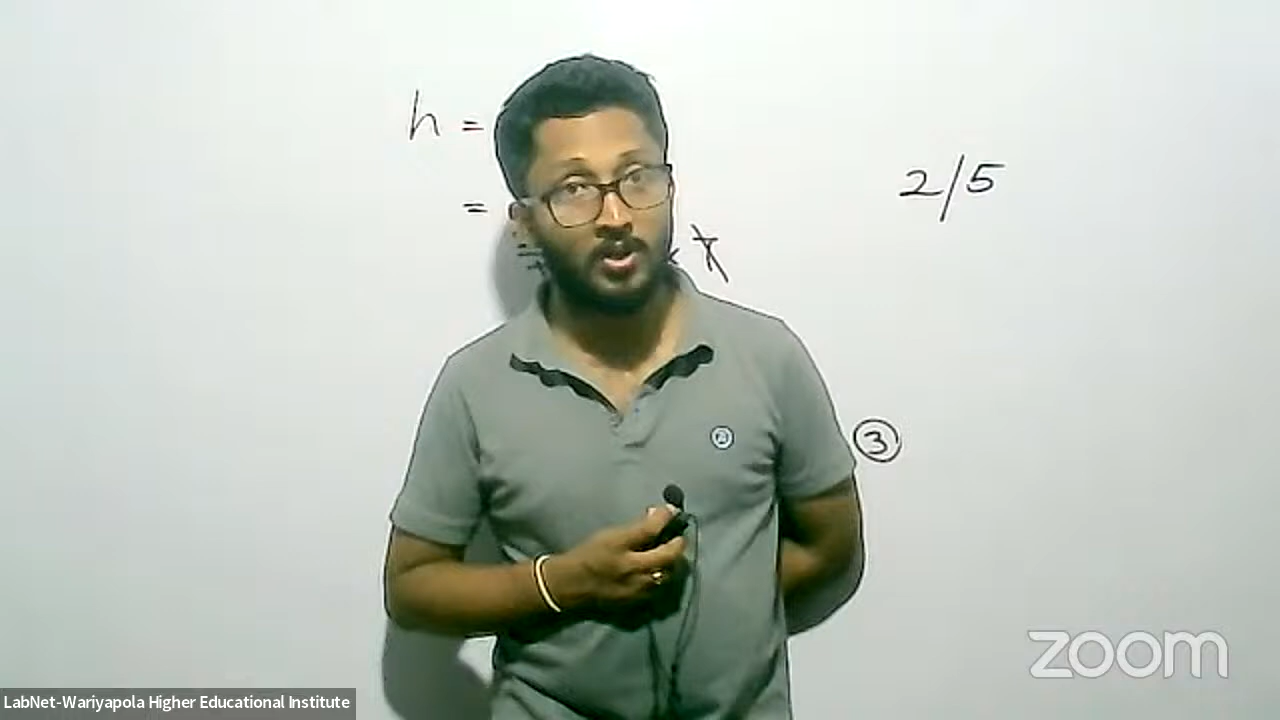 h =
2/5
=
3
zoom
LabNet-Wariyapola Higher Educational Institute